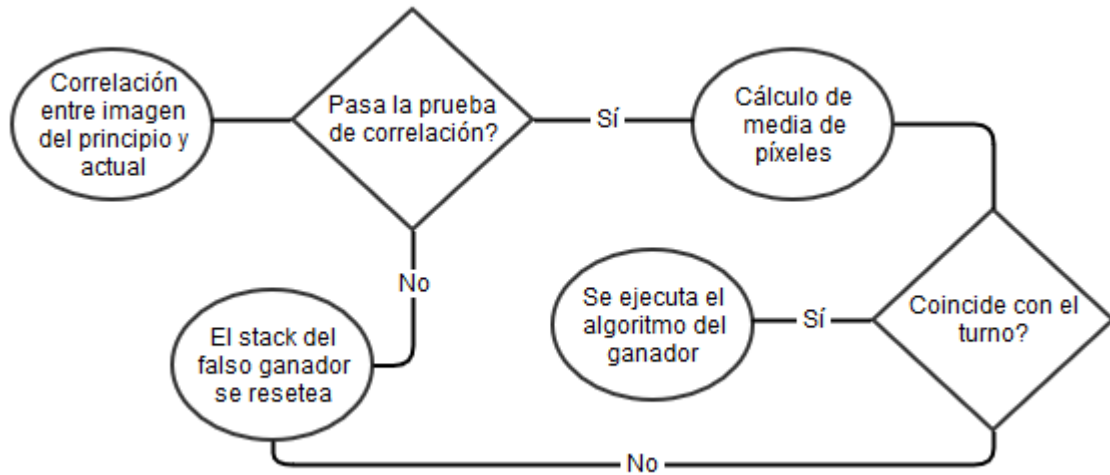 Correlación
entre imagen
del principio y
actual
Pasa la prueba
de correlación?
Sí
Cálculo de
media de
píxeles
No
El stack del
falso ganador
se resetea
Se ejecuta el
algoritmo del
ganador
Sí
Coincide con el
turno?
No